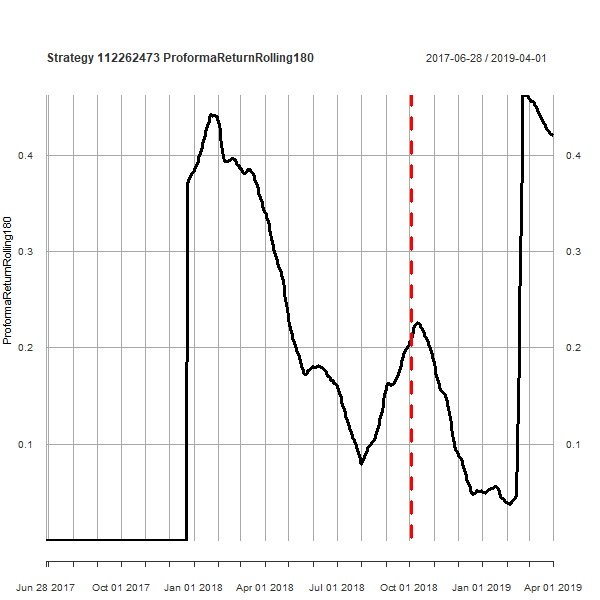 Strategy 112262473 ProformaReturnRolling180
2017-06-28 / 2019-04-01
ProformaReturnRolling180
0.4
0.3
0.2
0.1
0.4
0.3
0.2
0.1
Jun 28 2017
Oct 01 2017
Jan 01 2018
Apr 01 2018
Jul 01 2018
Oct 01 2018
Jan 01 2019
Apr 01 2019